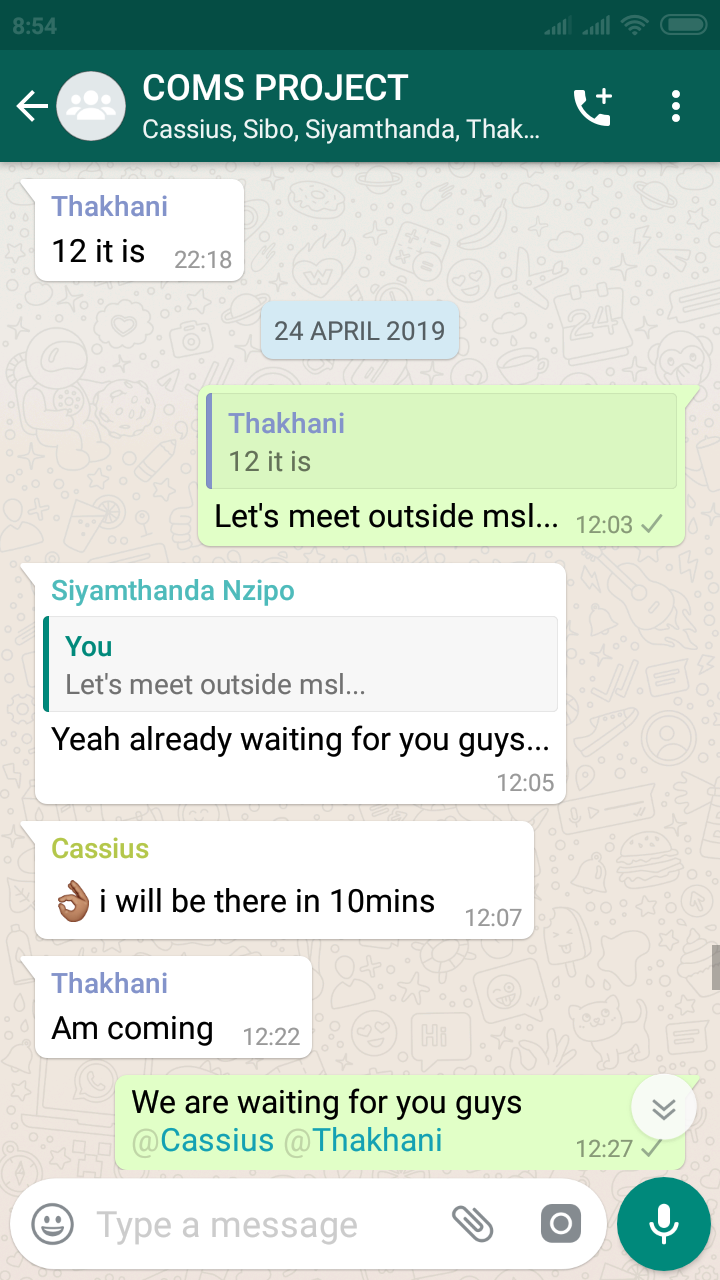 8:54
COMS PROJECT
Cassius, Sibo, Siyamthanda, Thak...
Thakhani
12 it is 22:18
24 APRIL 2019
Thakhani
12 it is
Let's meet outside msl... 12:03
Siyamthanda Nzipo
You
Let's meet outside msl...
Yeah already waiting for you guys...
12:05
Cassius
👌🏾 i will be there in 10mins 12:07
Thakhani
Am coming 12:22
We are waiting for you guys
@Cassius @Thakhani 12:27
Type a message